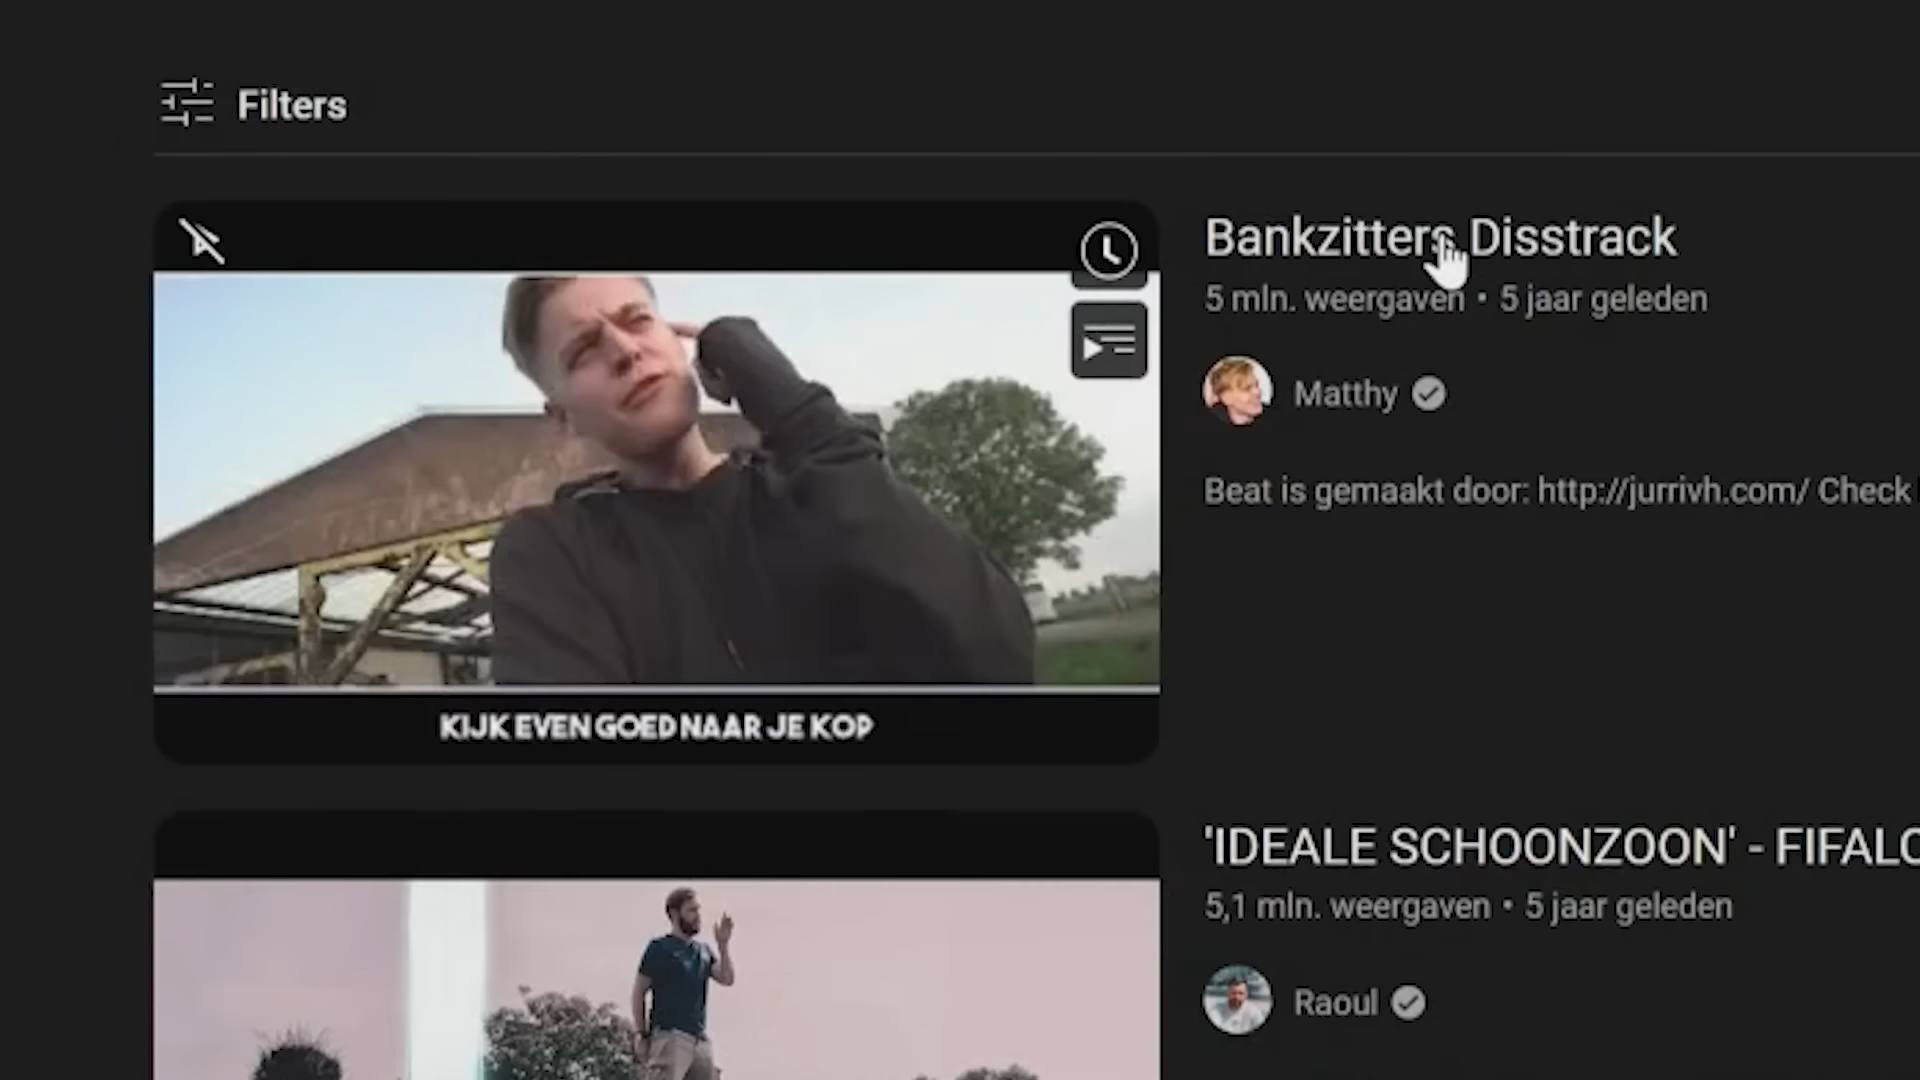 Filters
Bankzitters Disstrack
5 mln. weergaven • 5 jaar geleden
Matthy
Beat is gemaakt door: http://jurrivh.com/ Check
KIJK EVEN GOED NAAR JE KOP
'IDEALE SCHOONZOON' - FIFALO
5,1 mln. weergaven • 5 jaar geleden
Raoul